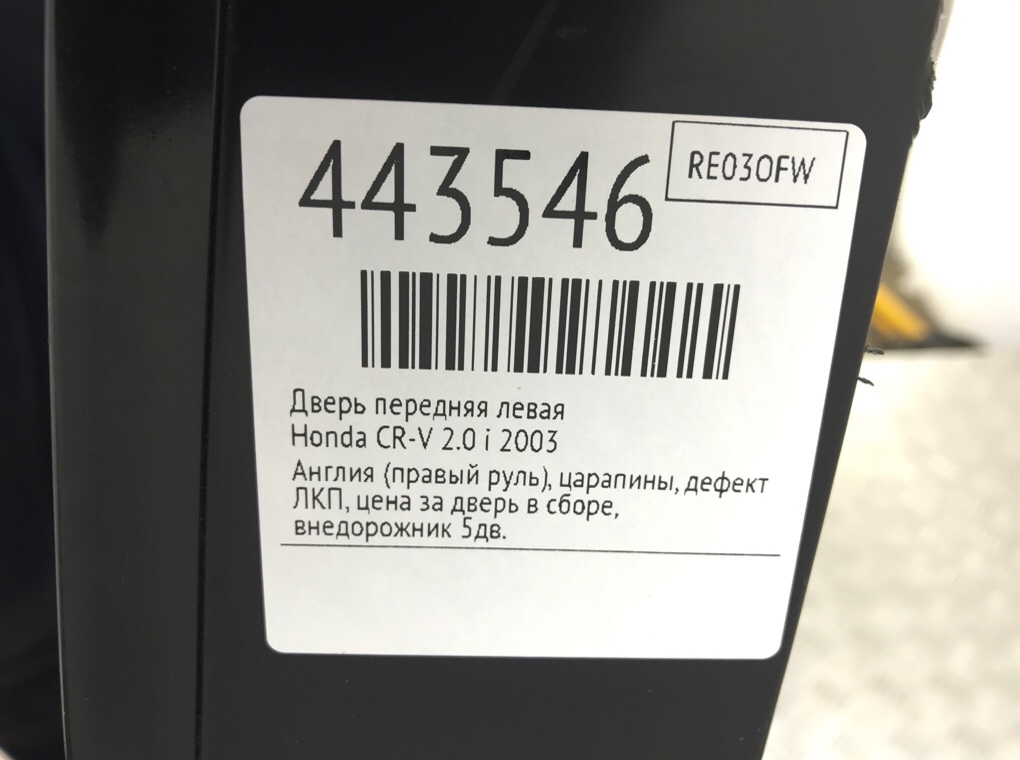 443546
RE03OFW
Дверь передняя левая
Honda CR-V 2.0 i 2003
Англия (правый руль), царапины, дефект
ЛКП, цена за дверь в сборе,
внедорожник 5дв.